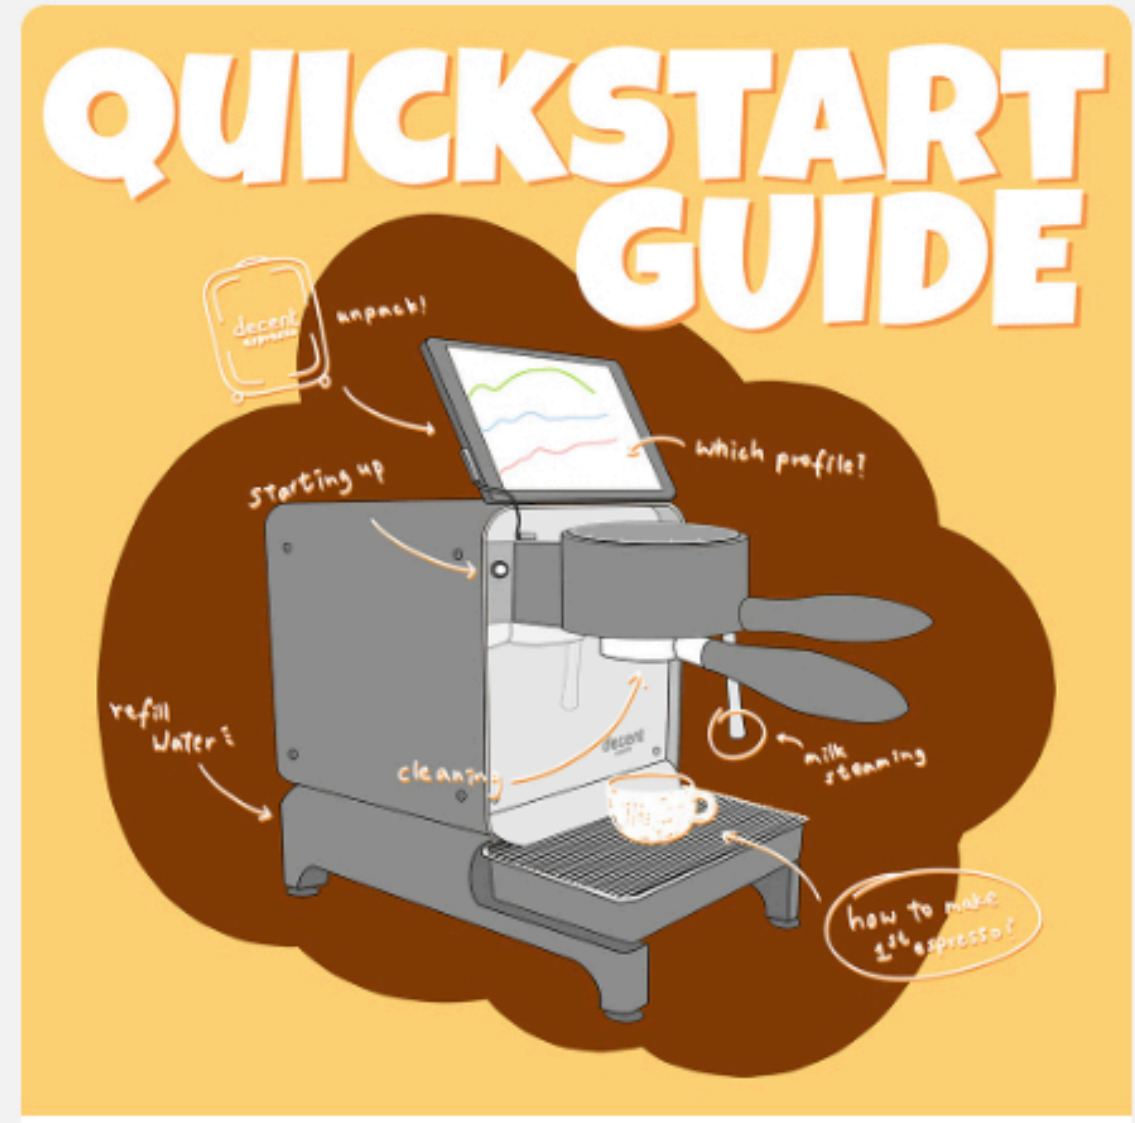 QUICKSTART
GUIDE
decent
espresso
unpack!
which profile?
starting up
refill
water
decent
cleaning
milk
steaming
how to make
1st espresso?